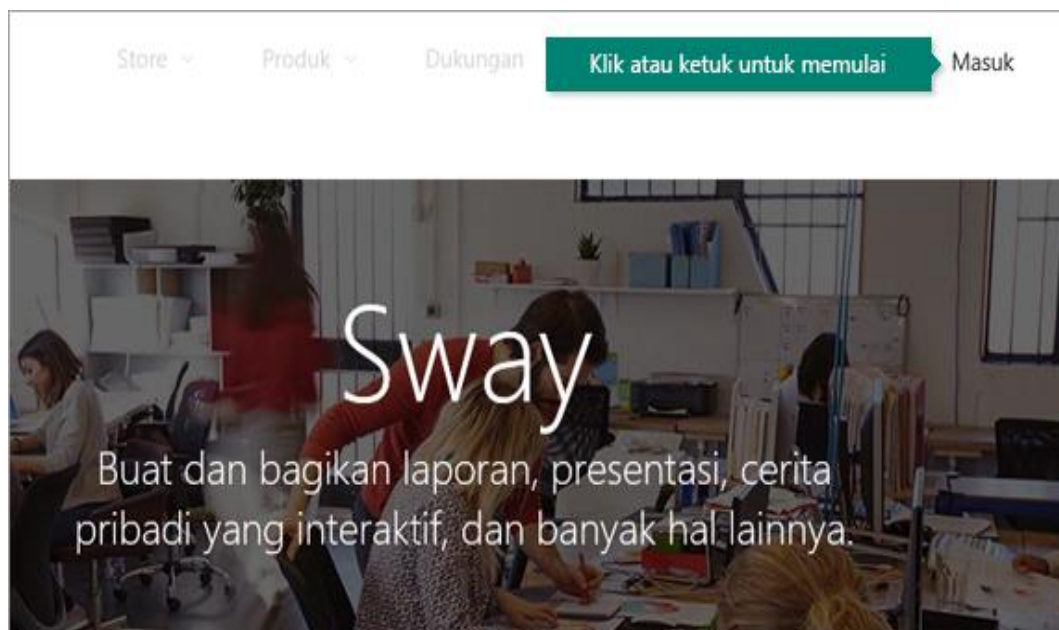 Store Produk Dukungan Klik atau ketuk untuk memulai Masuk
Sway
Buat dan bagikan laporan, presentasi, cerita
pribadi yang interaktif, dan banyak hal lainnya.